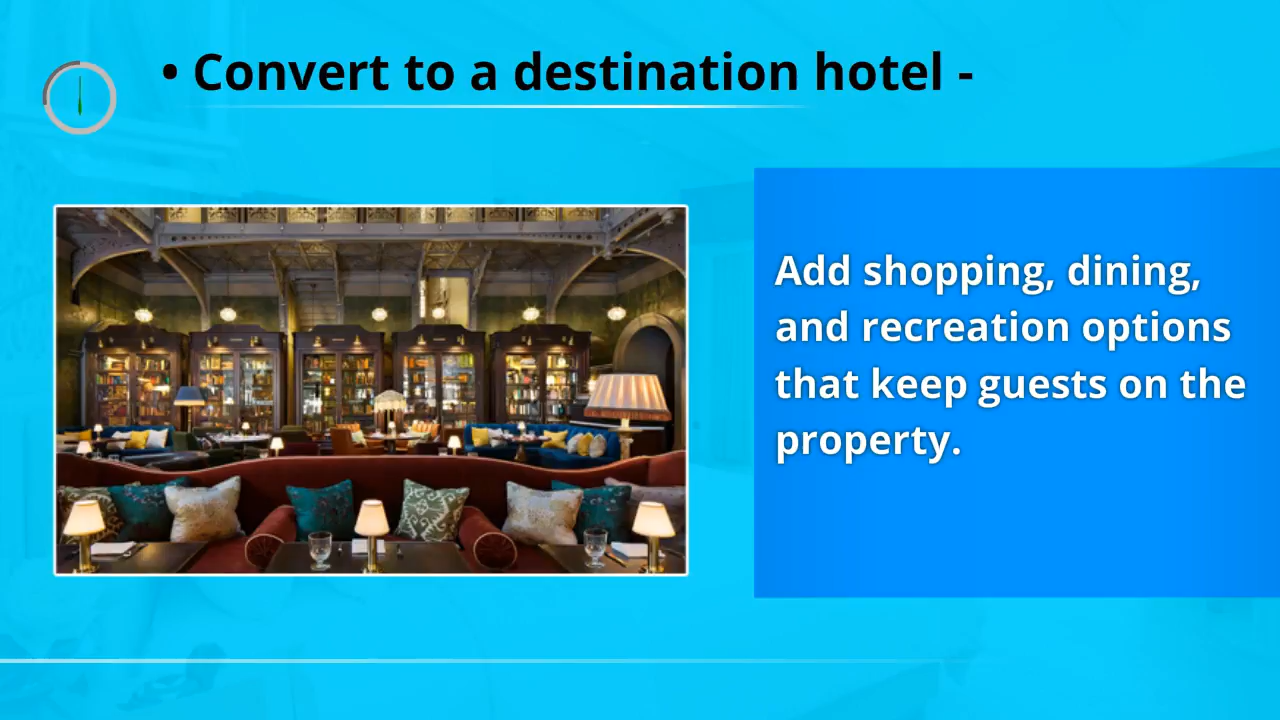 • Convert to a destination hotel -
Add shopping, dining,
and recreation options
that keep guests on the
property.